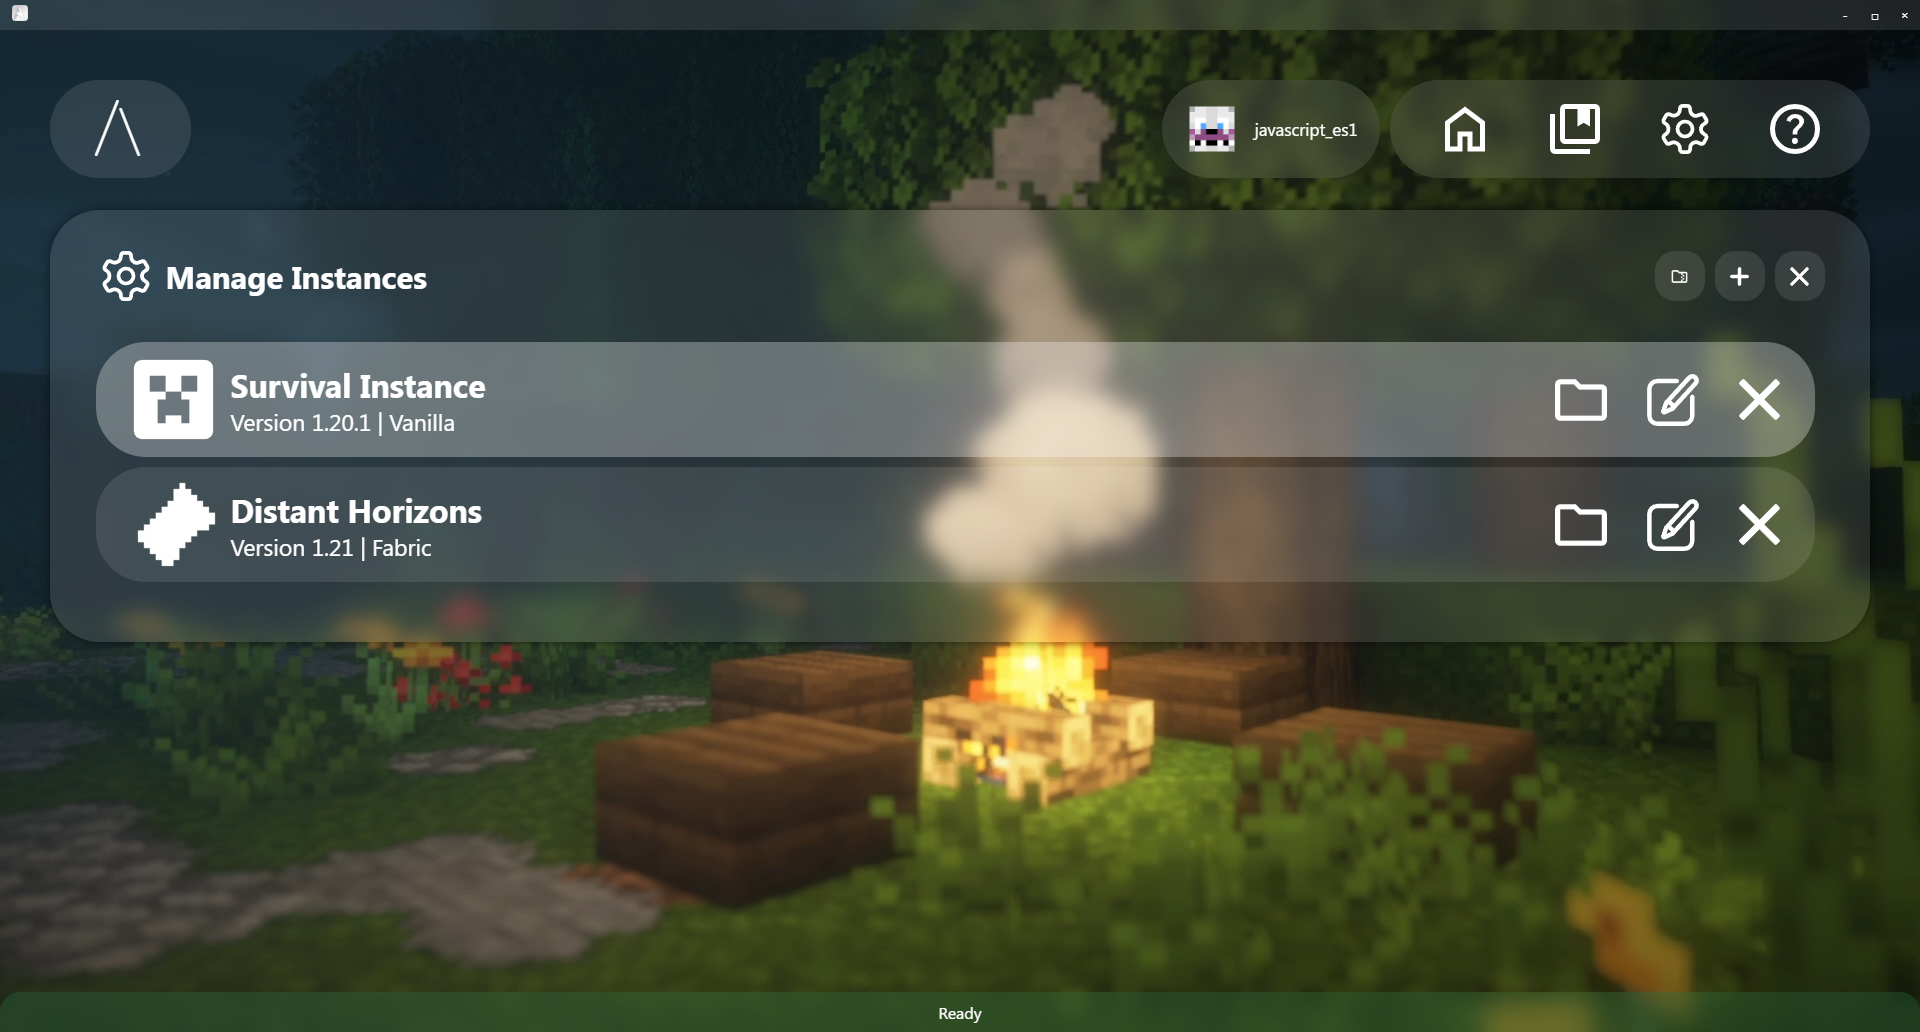 javascript_es1
Manage Instances
Survival Instance
Version 1.20.1 | Vanilla
Distant Horizons
Version 1.21 | Fabric
Ready